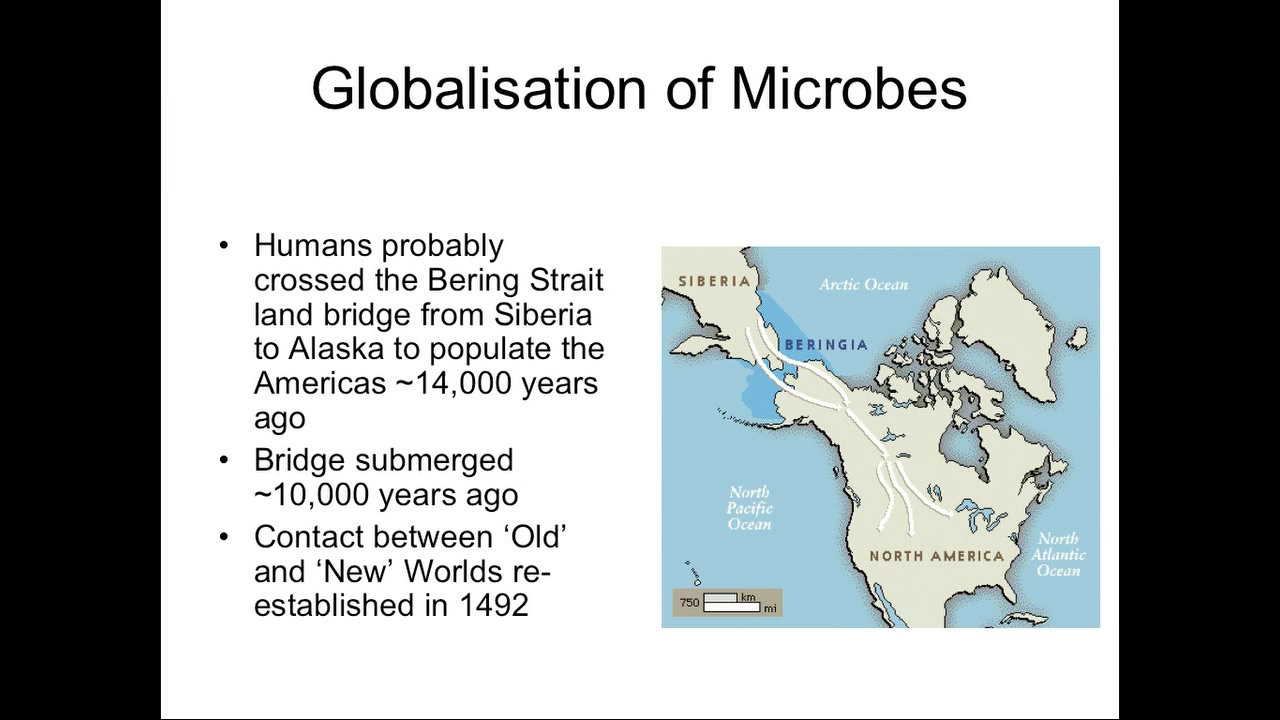 Globalisation of Microbes
• Humans probably
crossed the Bering Strait
land bridge from Siberia
to Alaska to populate the
Americas ~14,000 years
ago
• Bridge submerged
~10,000 years ago
• Contact between ‘Old’
and ‘New’ Worlds re-
established in 1492
SIBERIA
Arctic Ocean
BERINGIA
North
Pacific
Ocean
NORTH AMERICA
North
Atlantic
Ocean
750 km
mi